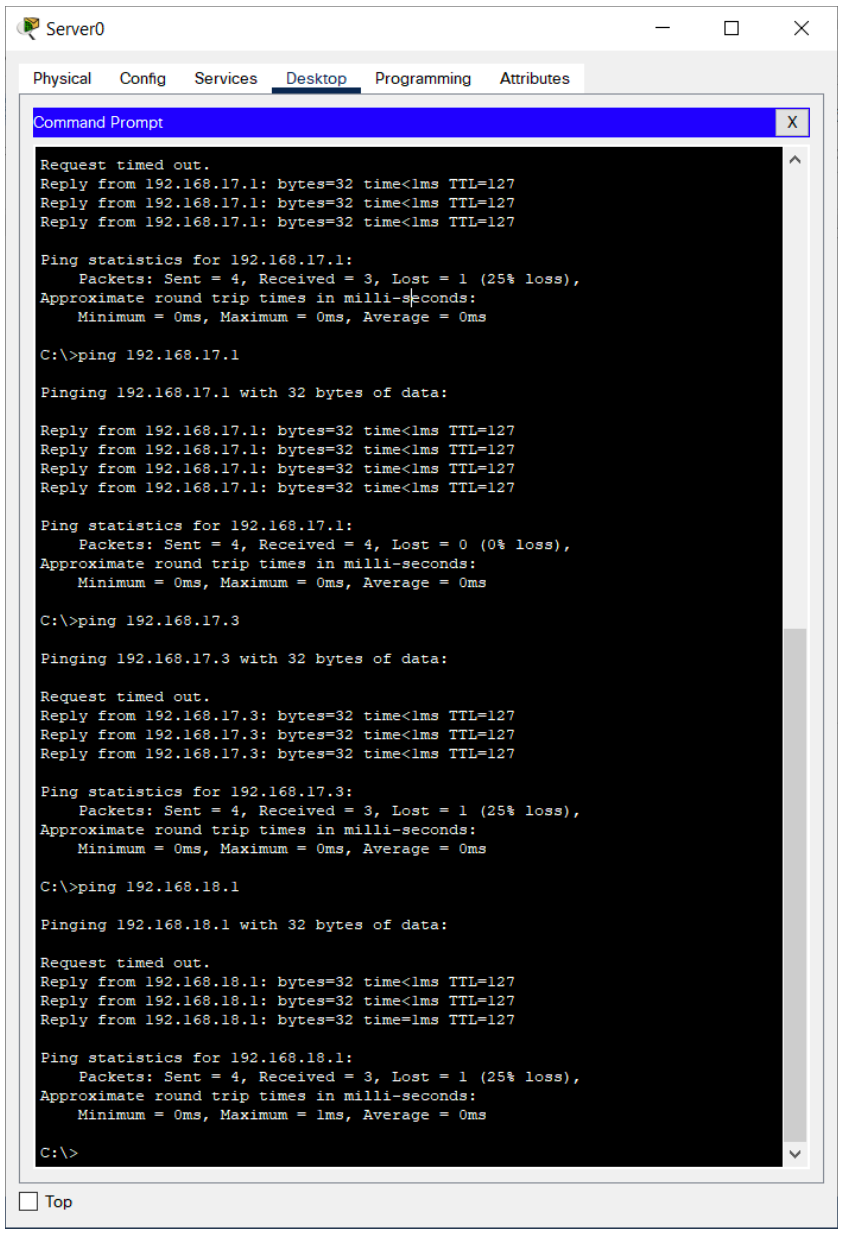 Server0
Physical Config Services Desktop Programming Attributes
Command Prompt X
Request timed out.
Reply from 192.168.17.1: bytes=32 time<1ms TTL=127
Reply from 192.168.17.1: bytes=32 time<1ms TTL=127
Reply from 192.168.17.1: bytes=32 time<1ms TTL=127
Ping statistics for 192.168.17.1:
Packets: Sent = 4, Received = 3, Lost = 1 (25% loss),
Approximate round trip times in milli-seconds:
Minimum = 0ms, Maximum = 0ms, Average = 0ms
C:\>ping 192.168.17.1
Pinging 192.168.17.1 with 32 bytes of data:
Reply from 192.168.17.1: bytes=32 time<1ms TTL=127
Reply from 192.168.17.1: bytes=32 time<1ms TTL=127
Reply from 192.168.17.1: bytes=32 time<1ms TTL=127
Reply from 192.168.17.1: bytes=32 time<1ms TTL=127
Ping statistics for 192.168.17.1:
Packets: Sent = 4, Received = 4, Lost = 0 (0% loss),
Approximate round trip times in milli-seconds:
Minimum = 0ms, Maximum = 0ms, Average = 0ms
C:\>ping 192.168.17.3
Pinging 192.168.17.3 with 32 bytes of data:
Request timed out.
Reply from 192.168.17.3: bytes=32 time<1ms TTL=127
Reply from 192.168.17.3: bytes=32 time<1ms TTL=127
Reply from 192.168.17.3: bytes=32 time<1ms TTL=127
Ping statistics for 192.168.17.3:
Packets: Sent = 4, Received = 3, Lost = 1 (25% loss),
Approximate round trip times in milli-seconds:
Minimum = 0ms, Maximum = 0ms, Average = 0ms
C:\>ping 192.168.18.1
Pinging 192.168.18.1 with 32 bytes of data:
Request timed out.
Reply from 192.168.18.1: bytes=32 time<1ms TTL=127
Reply from 192.168.18.1: bytes=32 time<1ms TTL=127
Reply from 192.168.18.1: bytes=32 time=1ms TTL=127
Ping statistics for 192.168.18.1:
Packets: Sent = 4, Received = 3, Lost = 1 (25% loss),
Approximate round trip times in milli-seconds:
Minimum = 0ms, Maximum = 1ms, Average = 0ms
C:\>
Top